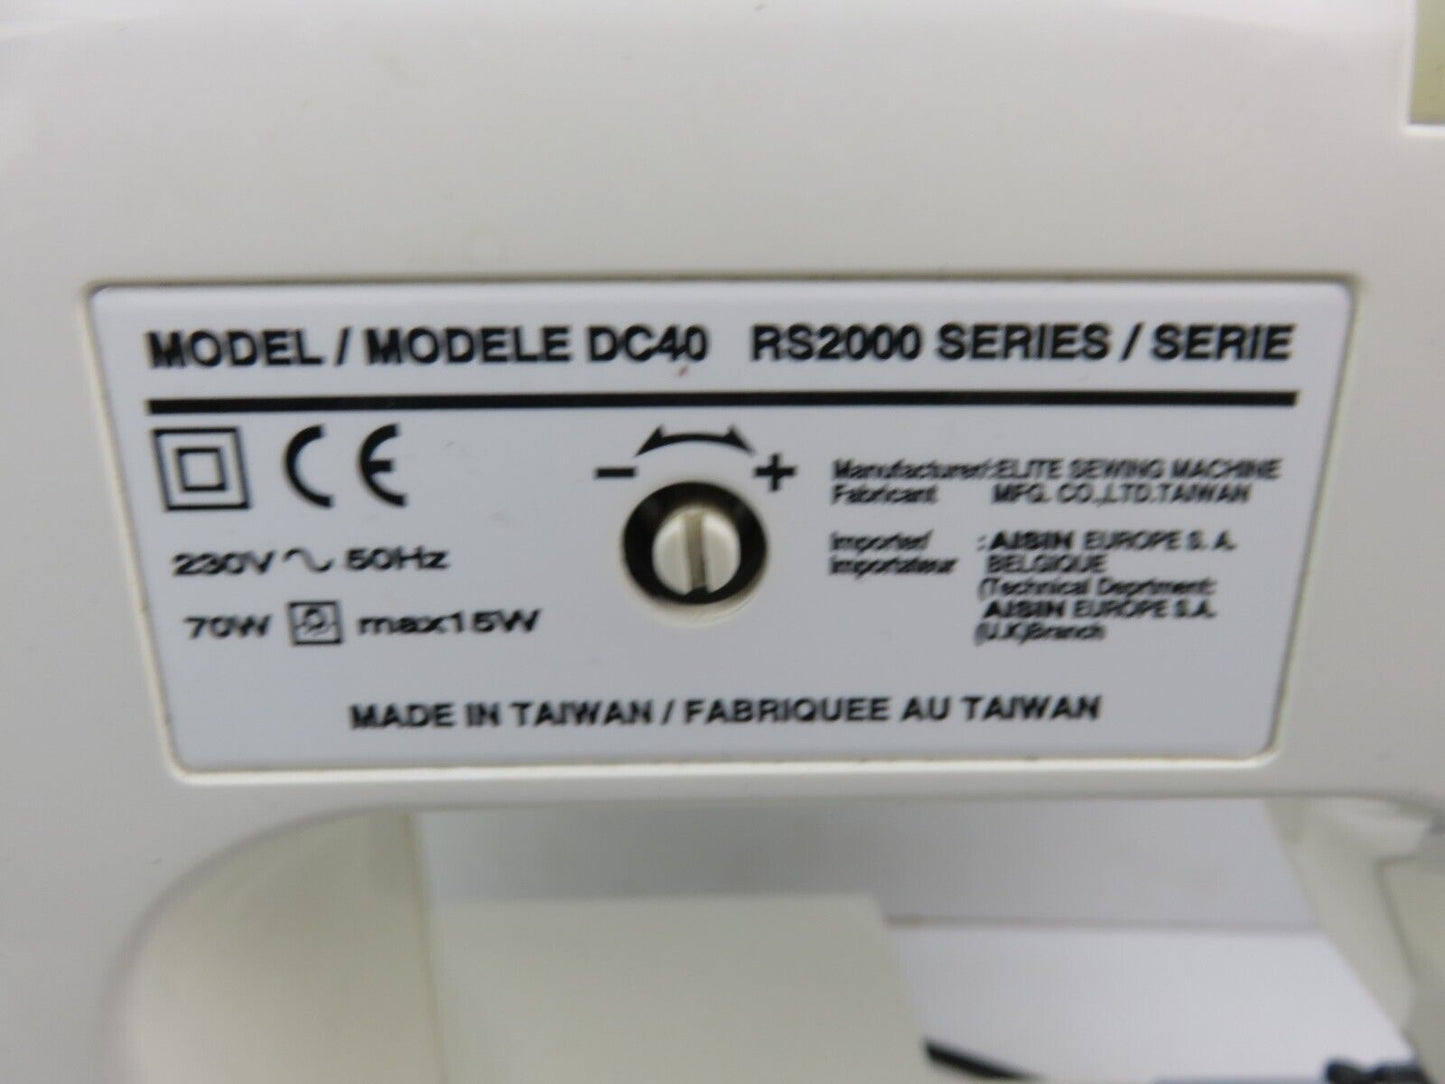 MODEL / MODELE DC40 RS2000 SERIES / SERIE
CE
- +
230V ~ 50Hz
70W max15W
Manufacturer/:ELITE SEWING MACHINE
Fabricant MFG. CO.,LTD.TAIWAN
Importer/ :AISIN EUROPE S. A.
Importateur BELGIQUE
(Technical Deprtment:
AISIN EUROPE S.A.
(U.K)Branch
MADE IN TAIWAN / FABRIQUEE AU TAIWAN